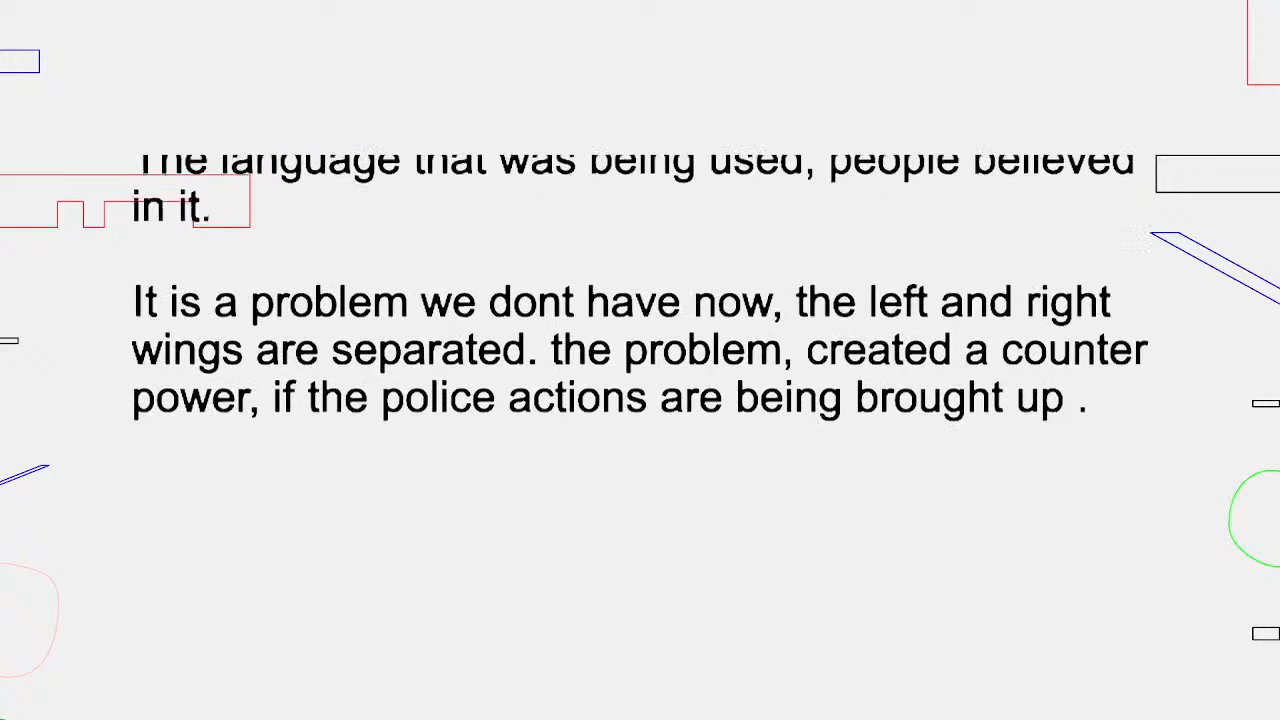 The language that was being used, people believed
in it.
It is a problem we dont have now, the left and right
wings are separated. the problem, created a counter
power, if the police actions are being brought up .